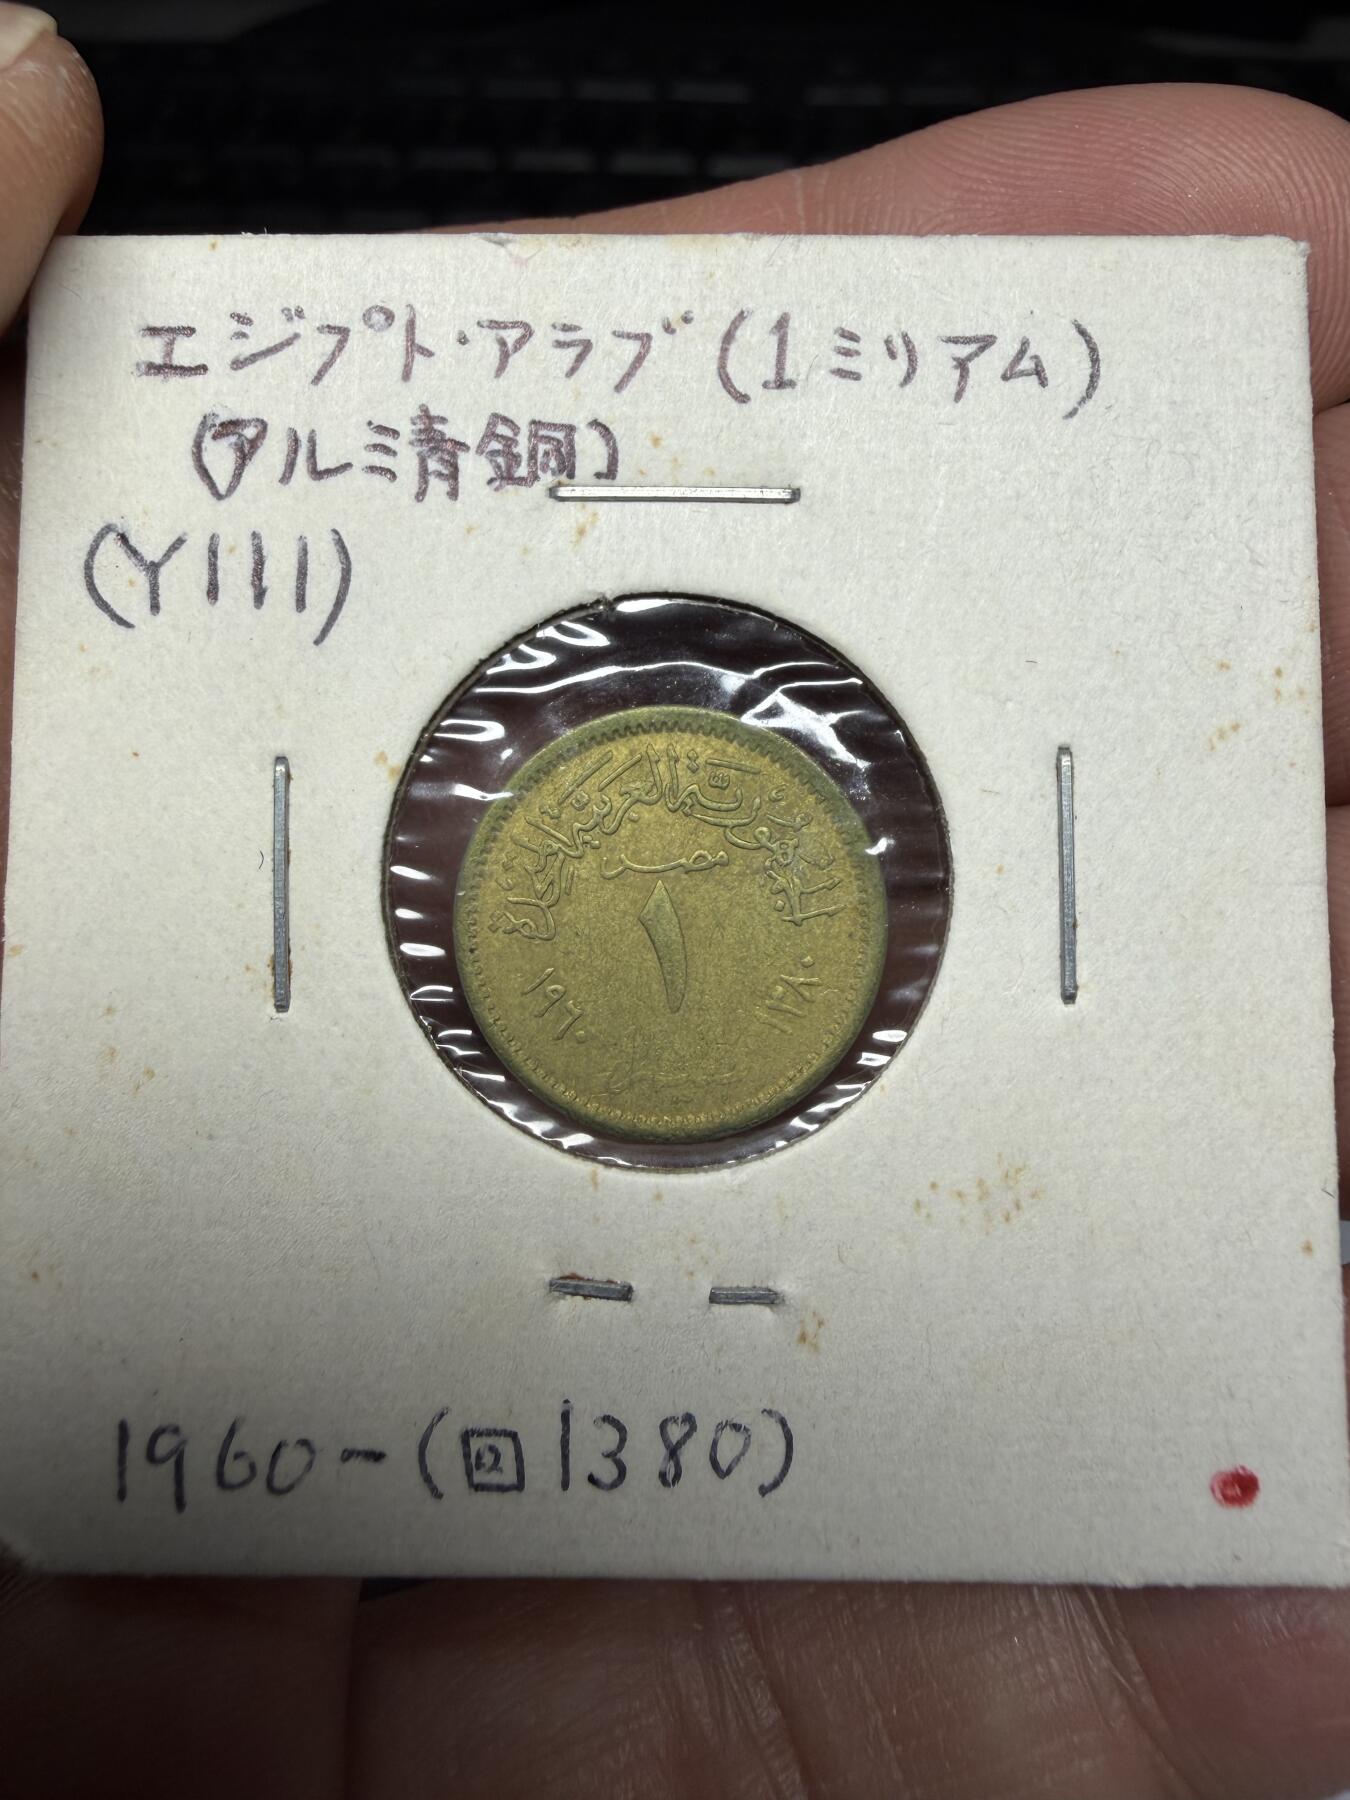 エジプト・アラブ(1ミリアム)
(アルミ青銅)
(Y111)
الجمهورية العربية المتحدة
مصر
١
١٩٦٠ ١٣٨٠
1960-(回1380)